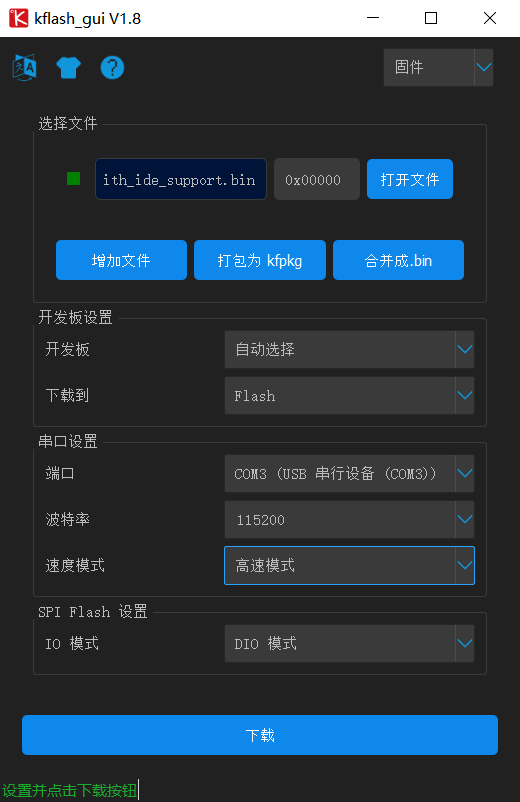 kflash_gui V1.8
固件
选择文件
ith_ide_support.bin 0x00000 打开文件
增加文件 打包为 kfpkg 合并成.bin
开发板设置
开发板 自动选择
下载到 Flash
串口设置
端口 COM3 (USB 串行设备 (COM3))
波特率 115200
速度模式 高速模式
SPI Flash 设置
IO 模式 DIO 模式
下载
设置并点击下载按钮